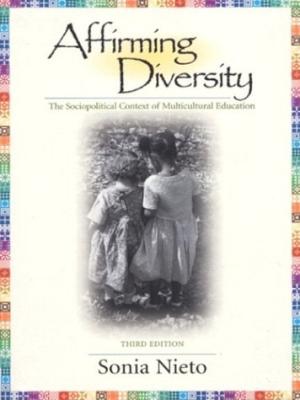 Affirming
Diversity
The Sociopolitical Context of Multicultural Education
THIRD EDITION
Sonia Nieto